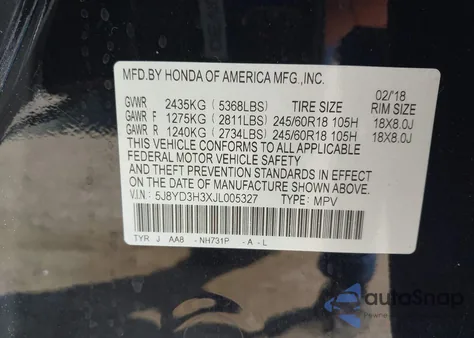 MFD.BY HONDA OF AMERICA MFG.,INC.
02/'18
GVWR 2435KG (5368LBS) TIRE SIZE RIM SIZE
GAWR F 1275KG (2811LBS) 245/60R18 105H 18X8.0J
GAWR R 1240KG (2734LBS) 245/60R18 105H 18X8.0J
THIS VEHICLE CONFORMS TO ALL APPLICABLE
FEDERAL MOTOR VEHICLE SAFETY
AND THEFT PREVENTION STANDARDS IN EFFECT
ON THE DATE OF MANUFACTURE SHOWN ABOVE.
V.I.N: 5J8YD3H3XJL005327 TYPE: MPV
TYR J AA8 -NH731P -A-L
autoSnap
Powered by